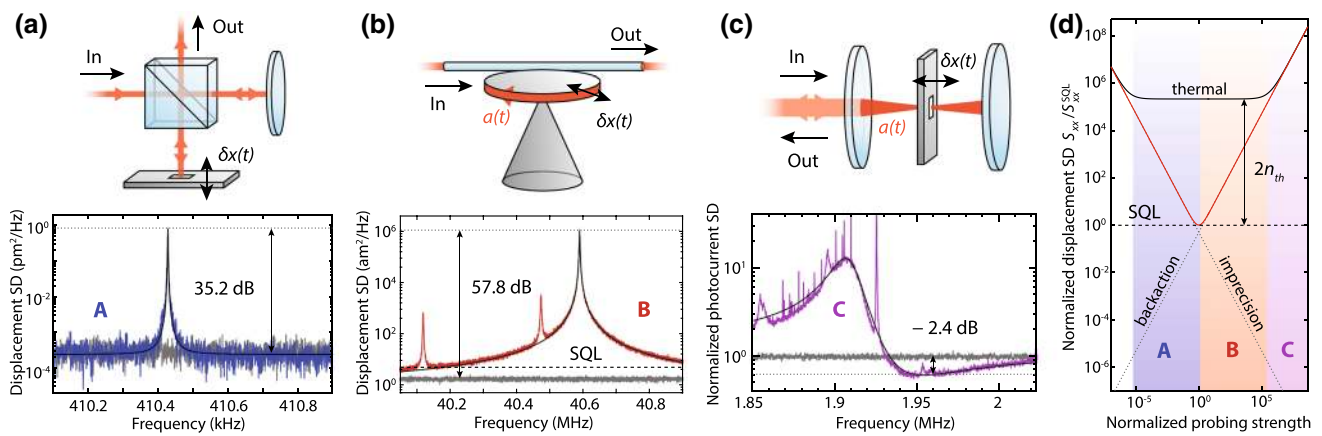 (a)
Out
In
δx(t)
Displacement SD (pm²/Hz)
10⁰
10⁻²
10⁻⁴
A
35.2 dB
410.2
410.4
410.6
410.8
Frequency (kHz)
(b)
Out
In
a(t)
δx(t)
Displacement SD (am²/Hz)
10⁶
10⁴
10²
10⁰
57.8 dB
B
SQL
40.2
40.4
40.6
40.8
Frequency (MHz)
(c)
In
δx(t)
a(t)
Out
Normalized photocurrent SD
10¹
10⁰
C
− 2.4 dB
1.85
1.9
1.95
2
Frequency (MHz)
(d)
Normalized displacement SD S_xx / S_xx^SQL
10⁸
10⁶
10⁴
10²
10⁰
10⁻²
10⁻⁴
10⁻⁶
thermal
2n_th
SQL
backaction
imprecision
A
B
C
10⁻⁵
10⁰
10⁵
Normalized probing strength